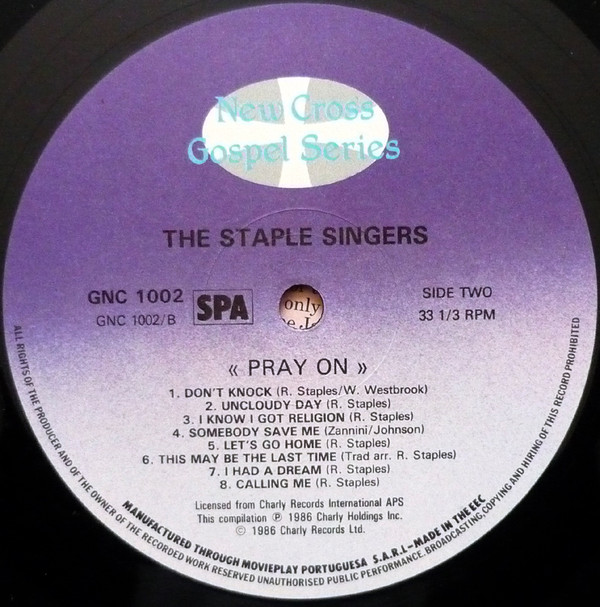 New Cross
Gospel Series
THE STAPLE SINGERS
GNC 1002
GNC 1002/B
SPA
only
SIDE TWO
33 1/3 RPM
« PRAY ON »
1. DON'T KNOCK (R. Staples/W. Westbrook)
2. UNCLOUDY DAY (R. Staples)
3. I KNOW I GOT RELIGION (R. Staples)
4. SOMEBODY SAVE ME (Zannini/Johnson)
5. LET'S GO HOME (R. Staples)
6. THIS MAY BE THE LAST TIME (Trad arr. R. Staples)
7. I HAD A DREAM (R. Staples)
8. CALLING ME (R. Staples)
Licensed from Charly Records International APS
This compilation Ⓟ 1986 Charly Holdings Inc.
© 1986 Charly Records Ltd.
MANUFACTURED THROUGH MOVIEPLAY PORTUGUESA S.A.R.L-MADE IN THE EEC
ALL RIGHTS OF THE PRODUCER AND OF THE OWNER OF THE RECORDED WORK RESERVED UNAUTHORISED PUBLIC PERFORMANCE. BROADCASTING, COPYING AND HIRING OF THIS RECORD PROHIBITED